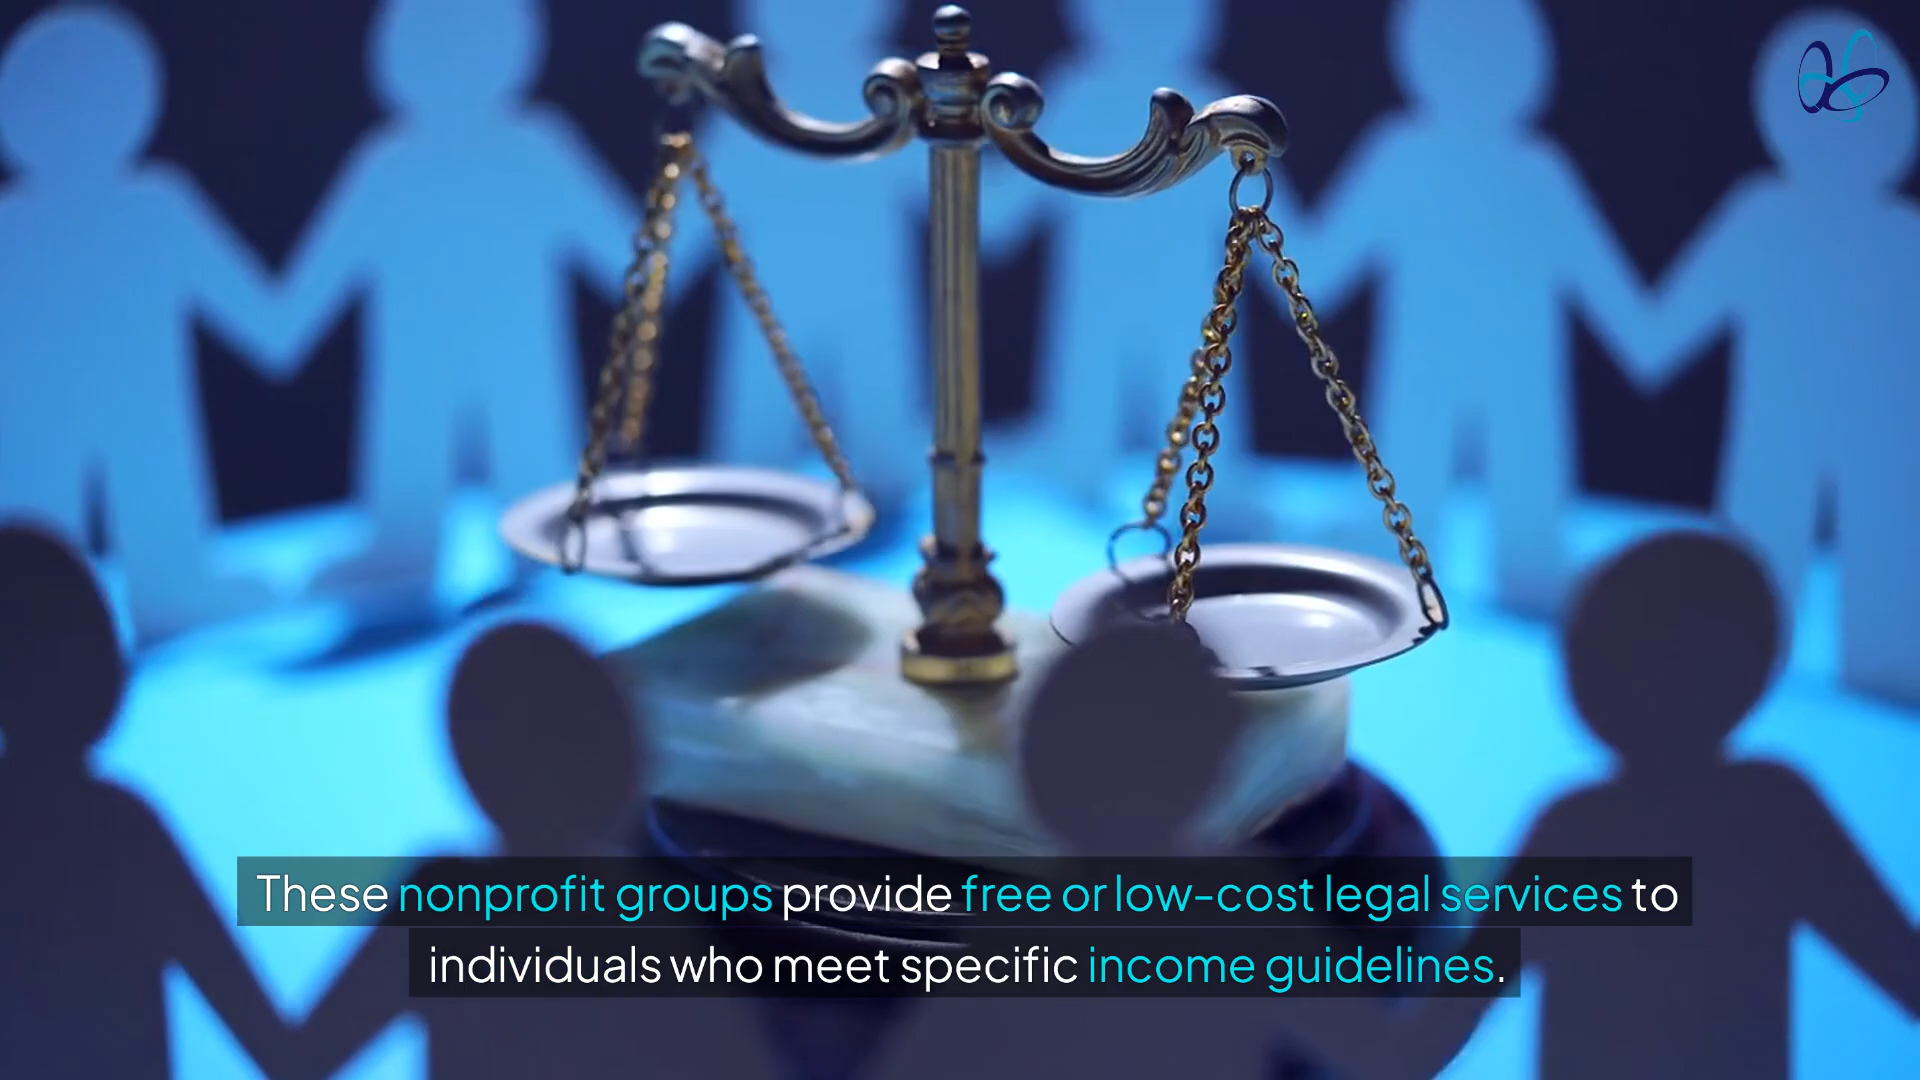 These nonprofit groups provide free or low-cost legal services to
individuals who meet specific income guidelines.